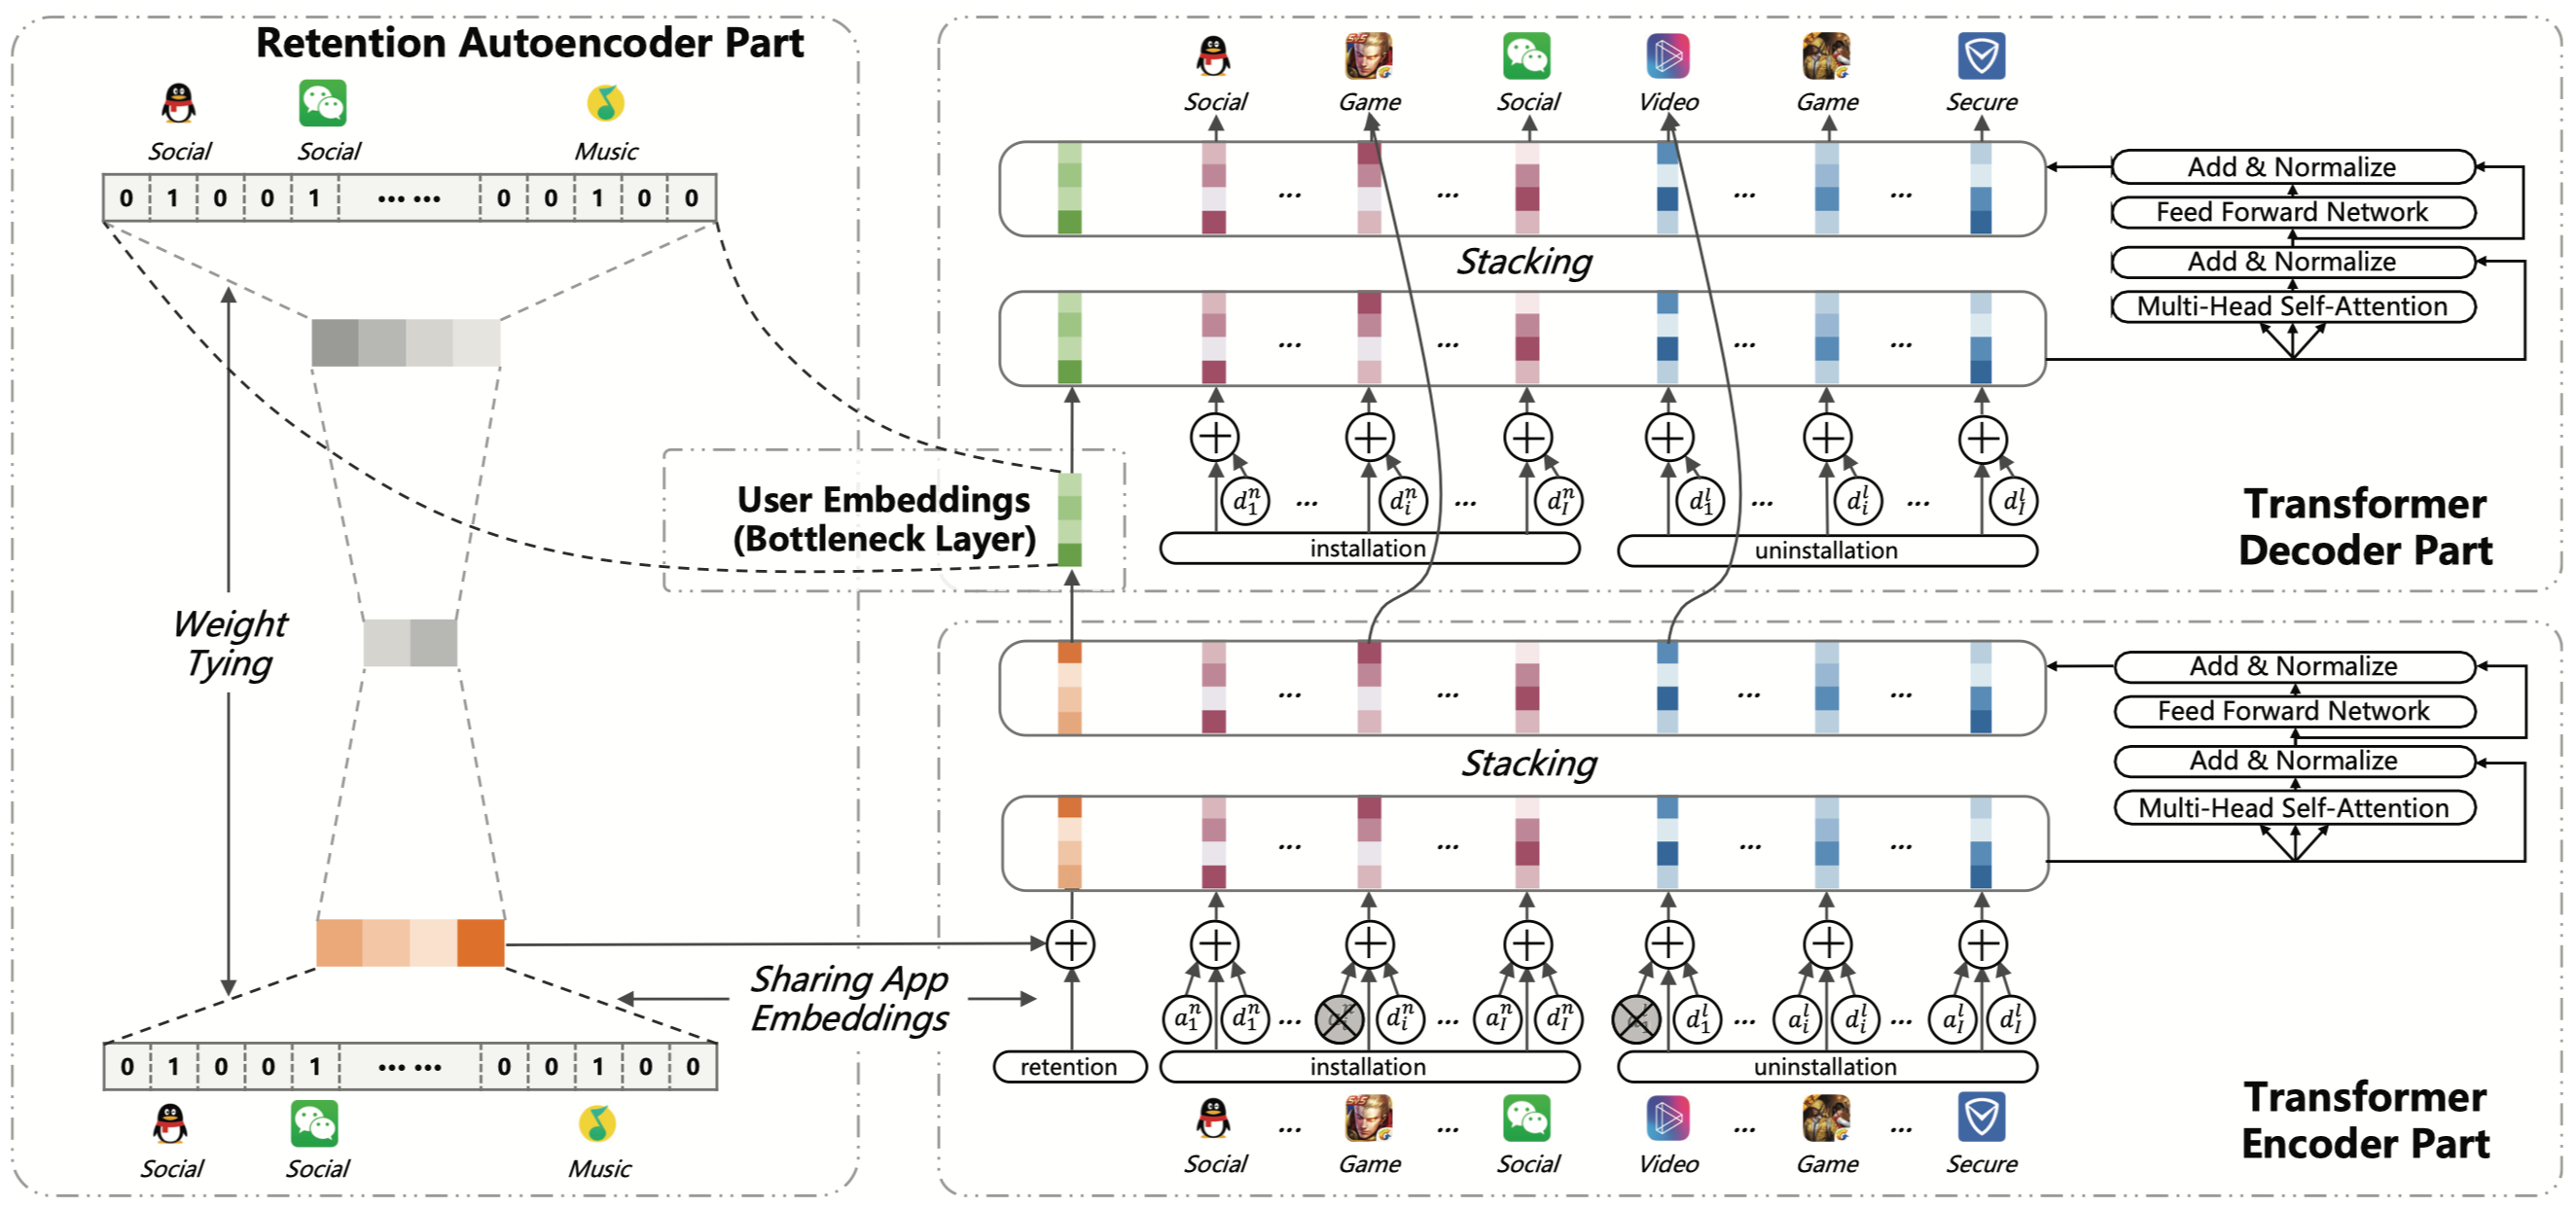 Retention Autoencoder Part
Social Social Music
0 1 0 0 1 ... ... 0 0 1 0 0
Weight
Tying
0 1 0 0 1 ... ... 0 0 1 0 0
Social Social Music
Sharing App
Embeddings
User Embeddings
(Bottleneck Layer)
Social Game Social Video Game Secure
... ... ... ...
Stacking
... ... ... ...
d_1^n ... d_i^n ... d_I^n d_1^l ... d_i^l ... d_I^l
installation uninstallation
Add & Normalize
Feed Forward Network
Add & Normalize
Multi-Head Self-Attention
Transformer
Decoder Part
... ... ... ...
Stacking
... ... ... ...
a_1^n d_1^n ... d_i^n ... a_I^n d_I^n d_1^l ... a_i^l d_i^l ... a_I^l d_I^l
retention installation uninstallation
... ... ... ...
Social Game Social Video Game Secure
Add & Normalize
Feed Forward Network
Add & Normalize
Multi-Head Self-Attention
Transformer
Encoder Part